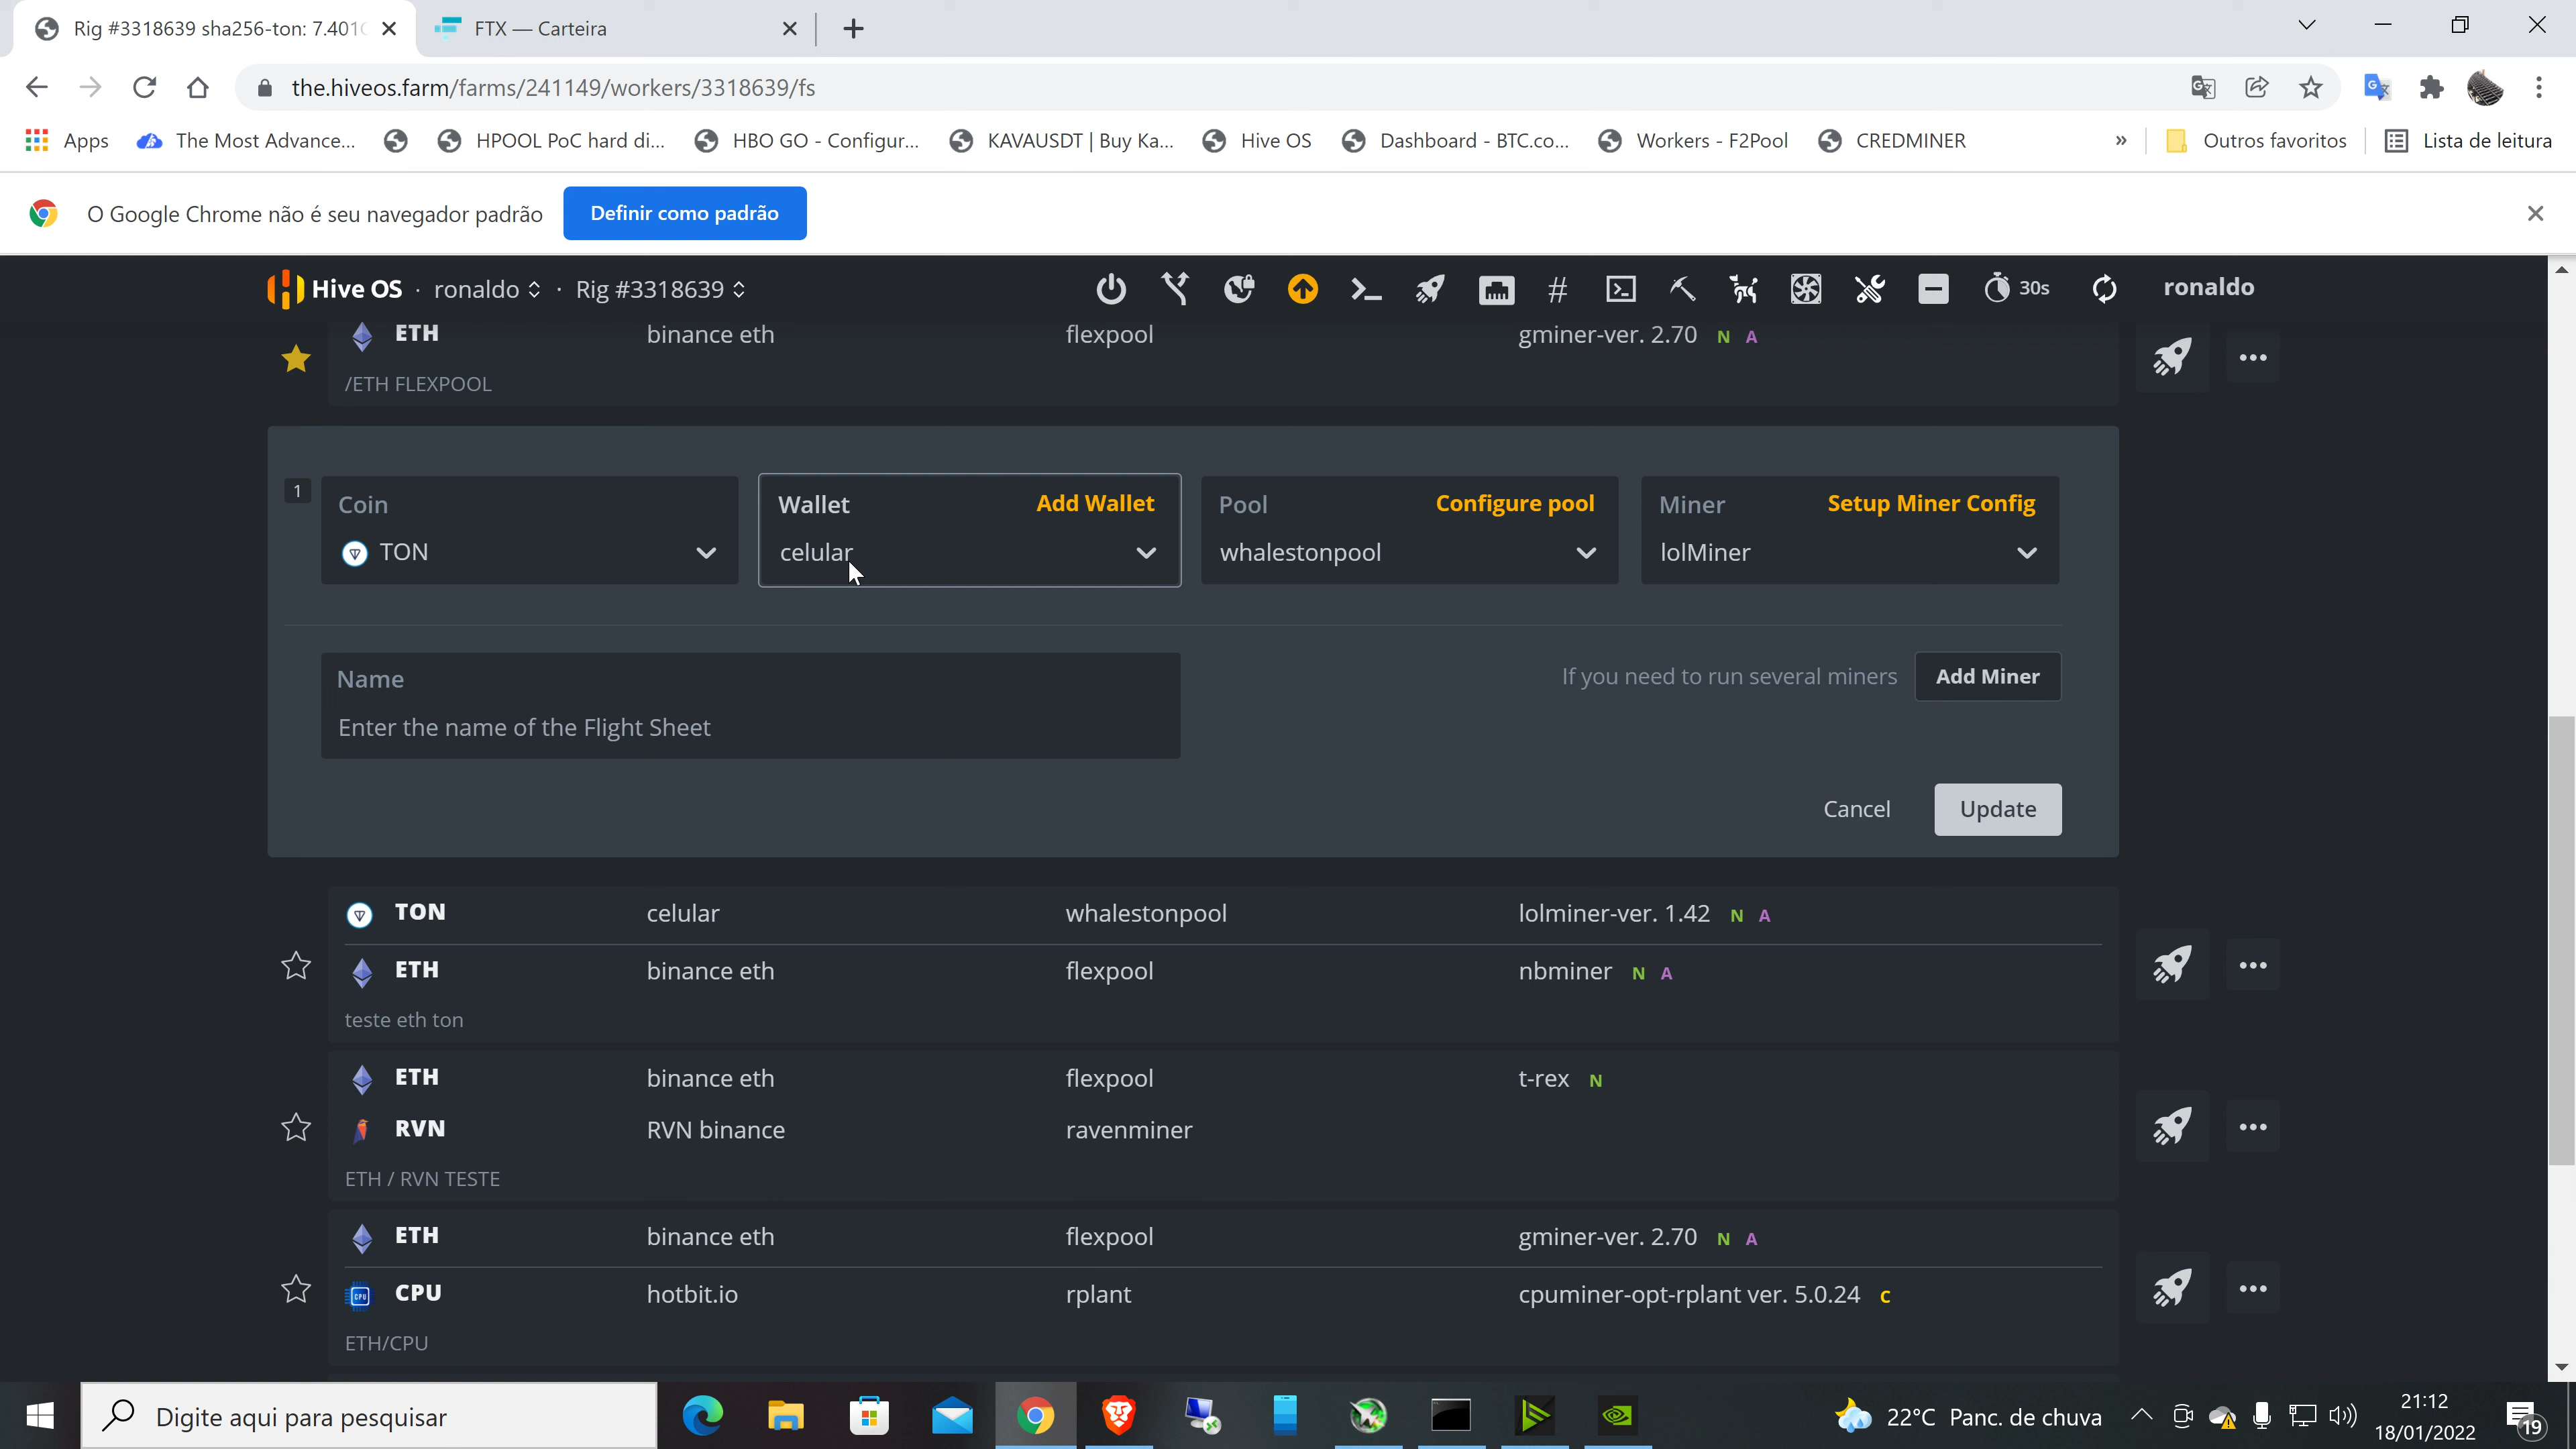 Rig #3318639 sha256-ton: 7.401G
FTX — Carteira
the.hiveos.farm/farms/241149/workers/3318639/fs
Apps
The Most Advance...
HPOOL PoC hard di...
HBO GO - Configur...
KAVAUSDT | Buy Ka...
Hive OS
Dashboard - BTC.co...
Workers - F2Pool
CREDMINER
»
Outros favoritos
Lista de leitura
O Google Chrome não é seu navegador padrão
Definir como padrão
Hive OS · ronaldo · Rig #3318639
30s
ronaldo
ETH binance eth flexpool gminer-ver. 2.70 N A
/ETH FLEXPOOL
1
Coin
TON
Wallet Add Wallet
celular
Pool Configure pool
whalestonpool
Miner Setup Miner Config
lolMiner
Name
Enter the name of the Flight Sheet
If you need to run several miners Add Miner
Cancel Update
TON celular whalestonpool lolminer-ver. 1.42 N A
ETH binance eth flexpool nbminer N A
teste eth ton
ETH binance eth flexpool t-rex N
RVN RVN binance ravenminer
ETH / RVN TESTE
ETH binance eth flexpool gminer-ver. 2.70 N A
CPU hotbit.io rplant cpuminer-opt-rplant ver. 5.0.24 C
ETH/CPU
Digite aqui para pesquisar
22°C Panc. de chuva
21:12
18/01/2022
19